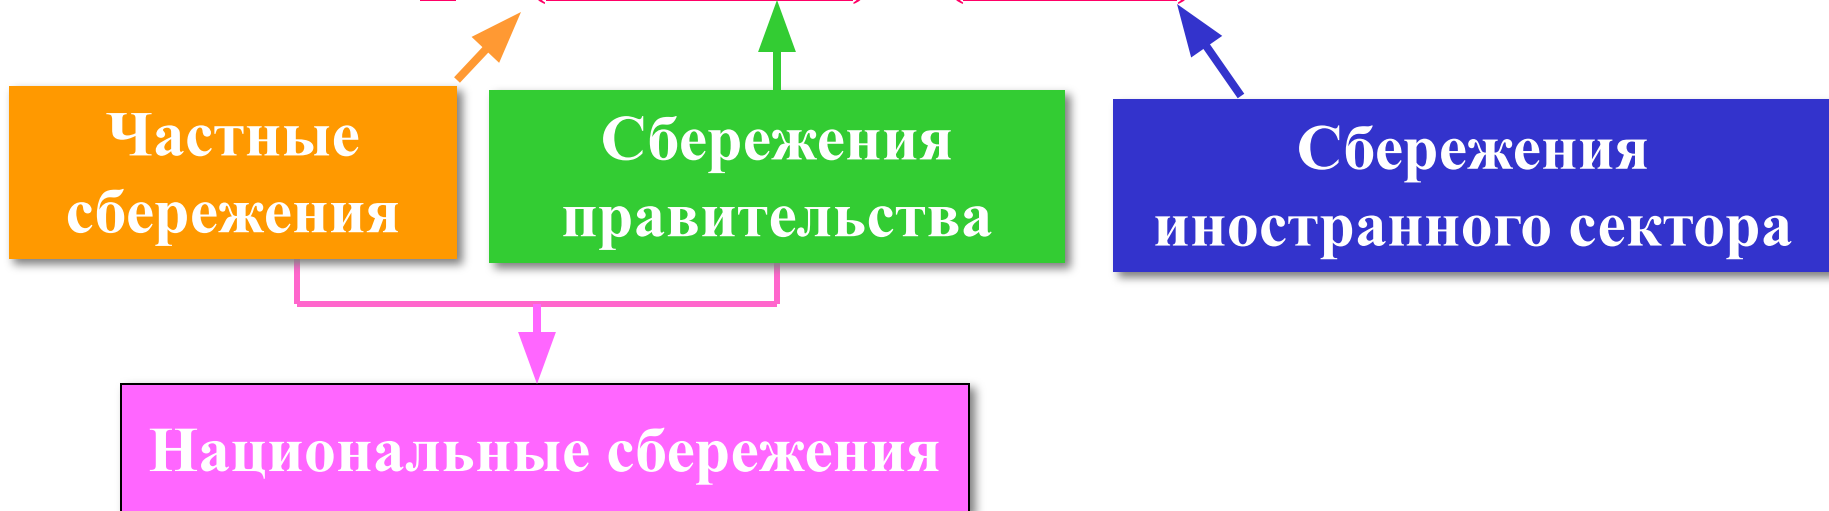 Частные
сбережения
Сбережения
правительства
Сбережения
иностранного сектора
Национальные сбережения